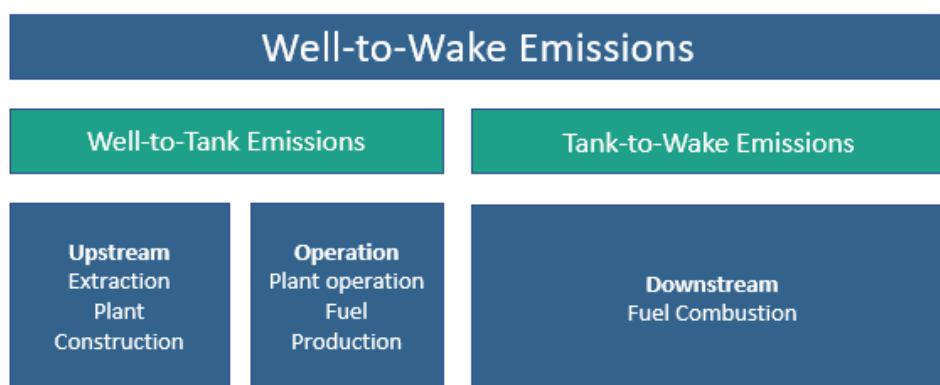 Well-to-Wake Emissions
Well-to-Tank Emissions
Tank-to-Wake Emissions
Upstream
Extraction
Plant
Construction
Operation
Plant operation
Fuel
Production
Downstream
Fuel Combustion